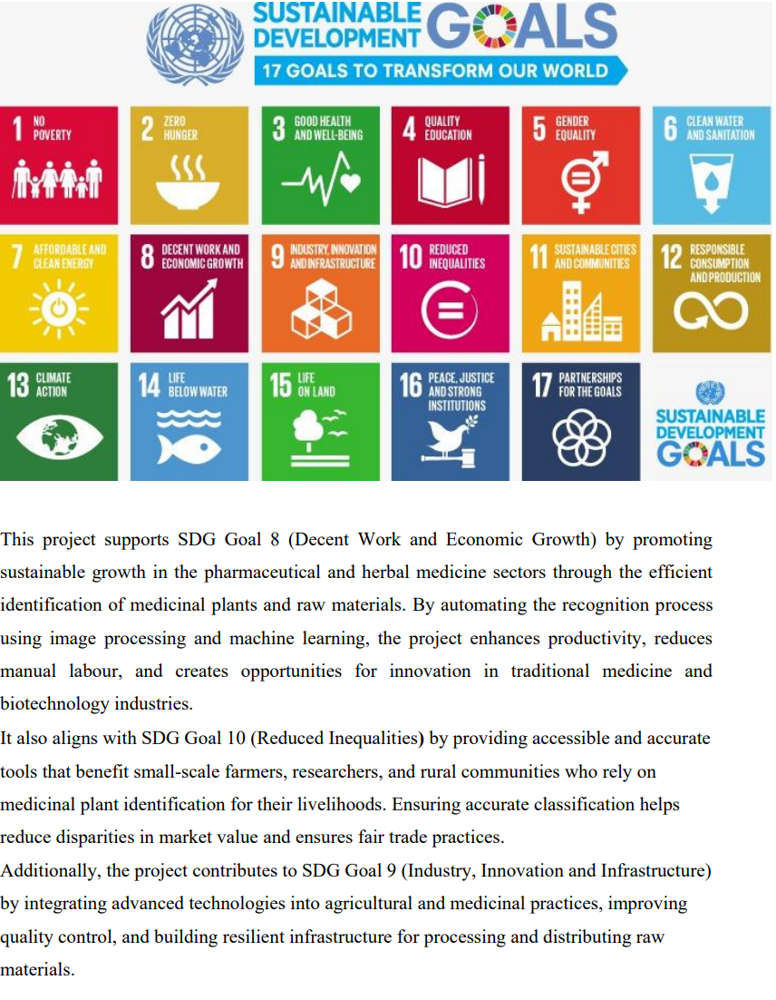 SUSTAINABLE
DEVELOPMENT GOALS
17 GOALS TO TRANSFORM OUR WORLD
1 NO
POVERTY
2 ZERO
HUNGER
3 GOOD HEALTH
AND WELL-BEING
4 QUALITY
EDUCATION
5 GENDER
EQUALITY
6 CLEAN WATER
AND SANITATION
7 AFFORDABLE AND
CLEAN ENERGY
8 DECENT WORK AND
ECONOMIC GROWTH
9 INDUSTRY, INNOVATION
AND INFRASTRUCTURE
10 REDUCED
INEQUALITIES
11 SUSTAINABLE CITIES
AND COMMUNITIES
12 RESPONSIBLE
CONSUMPTION
AND PRODUCTION
13 CLIMATE
ACTION
14 LIFE
BELOW WATER
15 LIFE
ON LAND
16 PEACE, JUSTICE
AND STRONG
INSTITUTIONS
17 PARTNERSHIPS
FOR THE GOALS
SUSTAINABLE
DEVELOPMENT
GOALS
This project supports SDG Goal 8 (Decent Work and Economic Growth) by promoting
sustainable growth in the pharmaceutical and herbal medicine sectors through the efficient
identification of medicinal plants and raw materials. By automating the recognition process
using image processing and machine learning, the project enhances productivity, reduces
manual labour, and creates opportunities for innovation in traditional medicine and
biotechnology industries.
It also aligns with SDG Goal 10 (Reduced Inequalities) by providing accessible and accurate
tools that benefit small-scale farmers, researchers, and rural communities who rely on
medicinal plant identification for their livelihoods. Ensuring accurate classification helps
reduce disparities in market value and ensures fair trade practices.
Additionally, the project contributes to SDG Goal 9 (Industry, Innovation and Infrastructure)
by integrating advanced technologies into agricultural and medicinal practices, improving
quality control, and building resilient infrastructure for processing and distributing raw
materials.